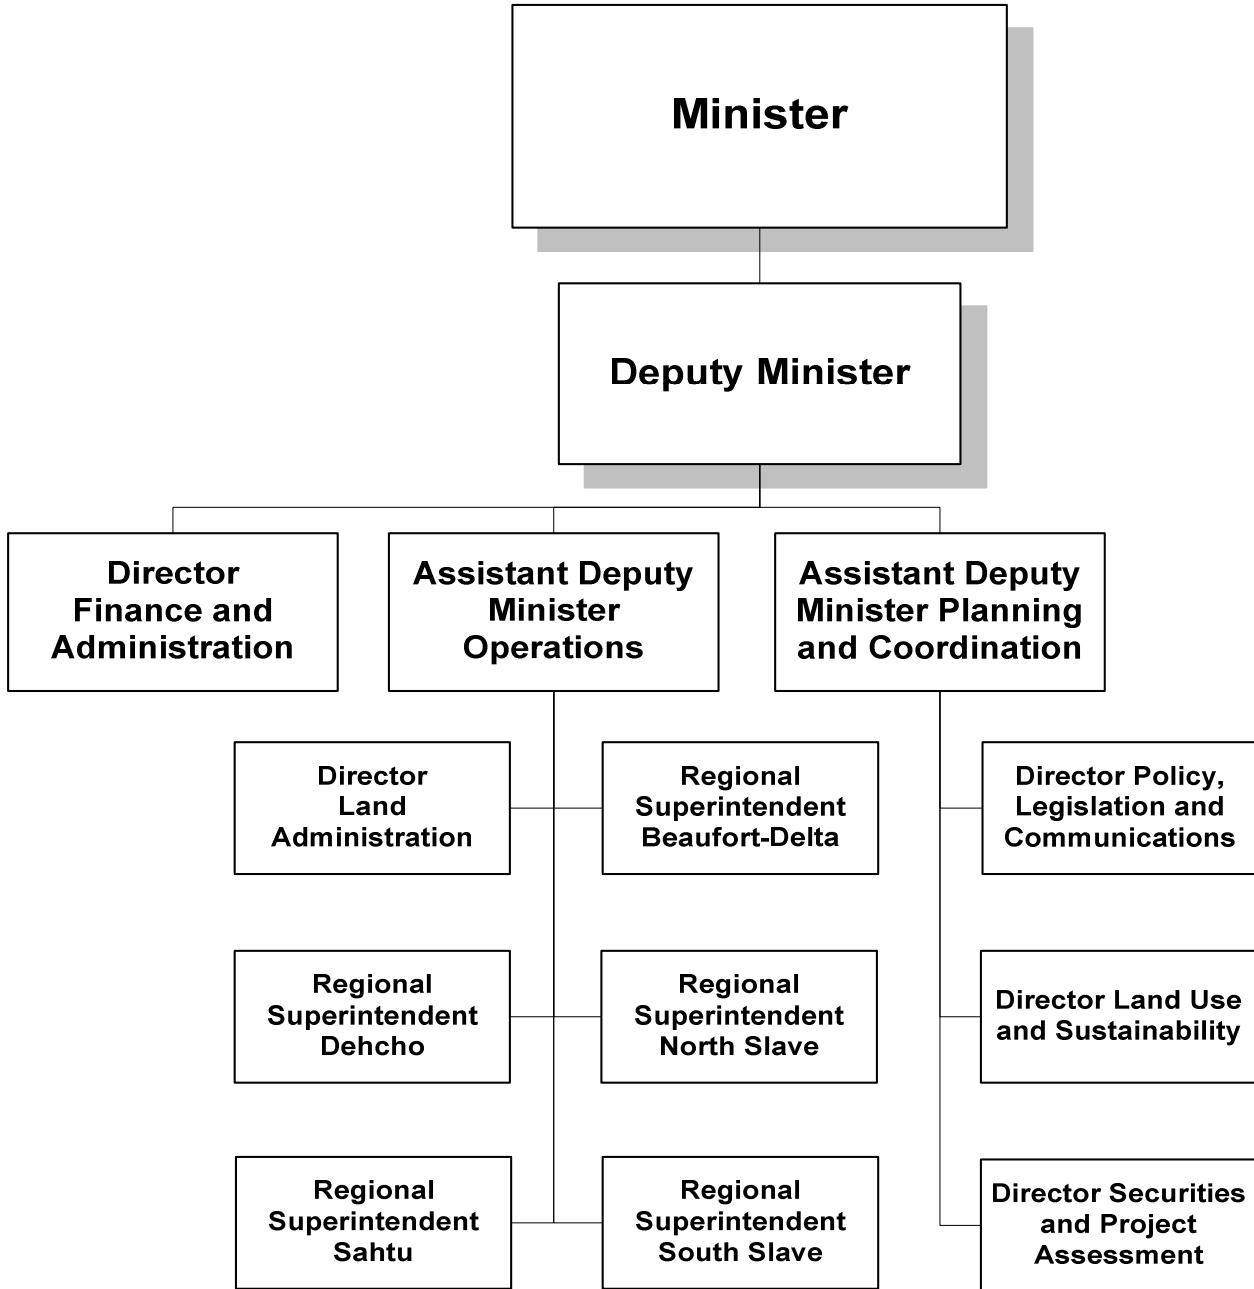 Minister
Deputy Minister
Director
Finance and
Administration
Assistant Deputy
Minister
Operations
Assistant Deputy
Minister Planning
and Coordination
Director
Land
Administration
Regional
Superintendent
Beaufort-Delta
Director Policy,
Legislation and
Communications
Regional
Superintendent
Dehcho
Regional
Superintendent
North Slave
Director Land Use
and Sustainability
Regional
Superintendent
Sahtu
Regional
Superintendent
South Slave
Director Securities
and Project
Assessment